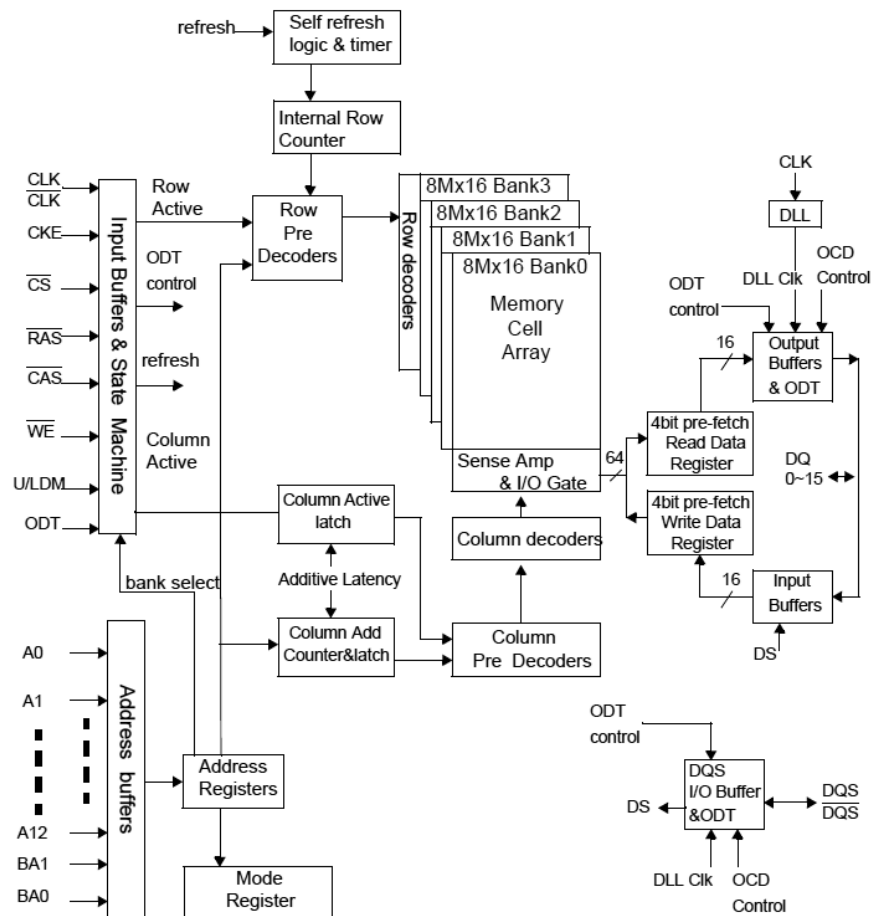 refresh
Self refresh
logic & timer
Internal Row
Counter
CLK
CLK
CKE
CS
RAS
CAS
WE
U/LDM
ODT
Input Buffers & State Machine
Row
Active
ODT
control
refresh
Column
Active
bank select
Row
Pre
Decoders
Row decoders
8Mx16 Bank3
8Mx16 Bank2
8Mx16 Bank1
8Mx16 Bank0
Memory
Cell
Array
Sense Amp
& I/O Gate
64
Column decoders
Column Active
latch
Additive Latency
Column Add
Counter&latch
Column
Pre Decoders
CLK
DLL
DLL Clk
OCD
Control
ODT
control
16
Output
Buffers
& ODT
4bit pre-fetch
Read Data
Register
4bit pre-fetch
Write Data
Register
DQ
0~15
16
Input
Buffers
DS
A0
A1
A12
BA1
BA0
Address buffers
Address
Registers
Mode
Register
ODT
control
DQS
I/O Buffer
&ODT
DS
DQS
DQS
DLL Clk
OCD
Control